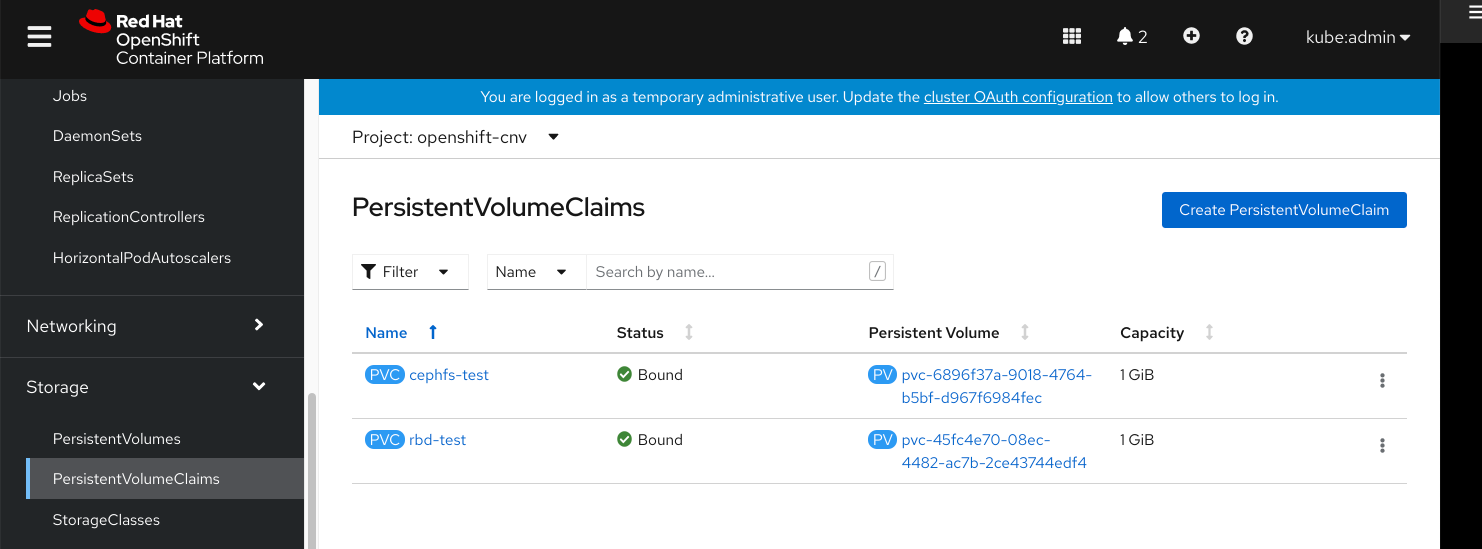 Red Hat
OpenShift
Container Platform
2
kube:admin
Jobs
DaemonSets
ReplicaSets
ReplicationControllers
HorizontalPodAutoscalers
Networking
Storage
PersistentVolumes
PersistentVolumeClaims
StorageClasses
You are logged in as a temporary administrative user. Update the cluster OAuth configuration to allow others to log in.
Project: openshift-cnv
PersistentVolumeClaims
Create PersistentVolumeClaim
Filter Name Search by name... /
Name Status Persistent Volume Capacity
PVC cephfs-test Bound PV pvc-6896f37a-9018-4764- 1 GiB
b5bf-d967f6984fec
PVC rbd-test Bound PV pvc-45fc4e70-08ec- 1 GiB
4482-ac7b-2ce43744edf4